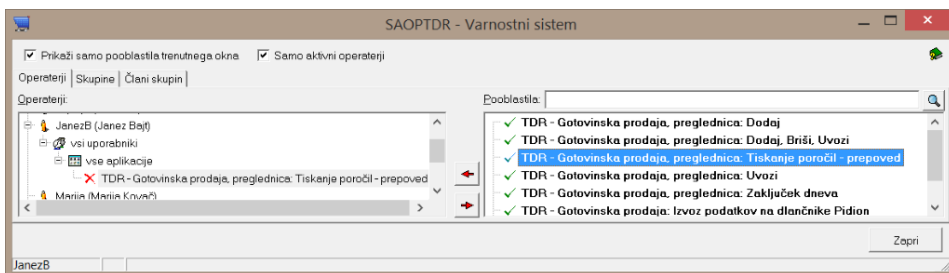 SAOPTDR - Varnostni sistem
Prikaži samo pooblastila trenutnega okna
Samo aktivni operaterji
Operaterji
Skupine
Člani skupin
Operaterji:
Pooblastila:
JanezB (Janez Bajt)
vsi uporabniki
vse aplikacije
TDR - Gotovinska prodaja, preglednica: Tiskanje poročil - prepoved
Marija (Marija Kovač)
TDR - Gotovinska prodaja, preglednica: Dodaj
TDR - Gotovinska prodaja, preglednica: Dodaj, Briši, Uvozi
TDR - Gotovinska prodaja, preglednica: Tiskanje poročil - prepoved
TDR - Gotovinska prodaja, preglednica: Uvozi
TDR - Gotovinska prodaja, preglednica: Zaključek dneva
TDR - Gotovinska prodaja: Izvoz podatkov na dlančnike Pidion
Zapri
JanezB